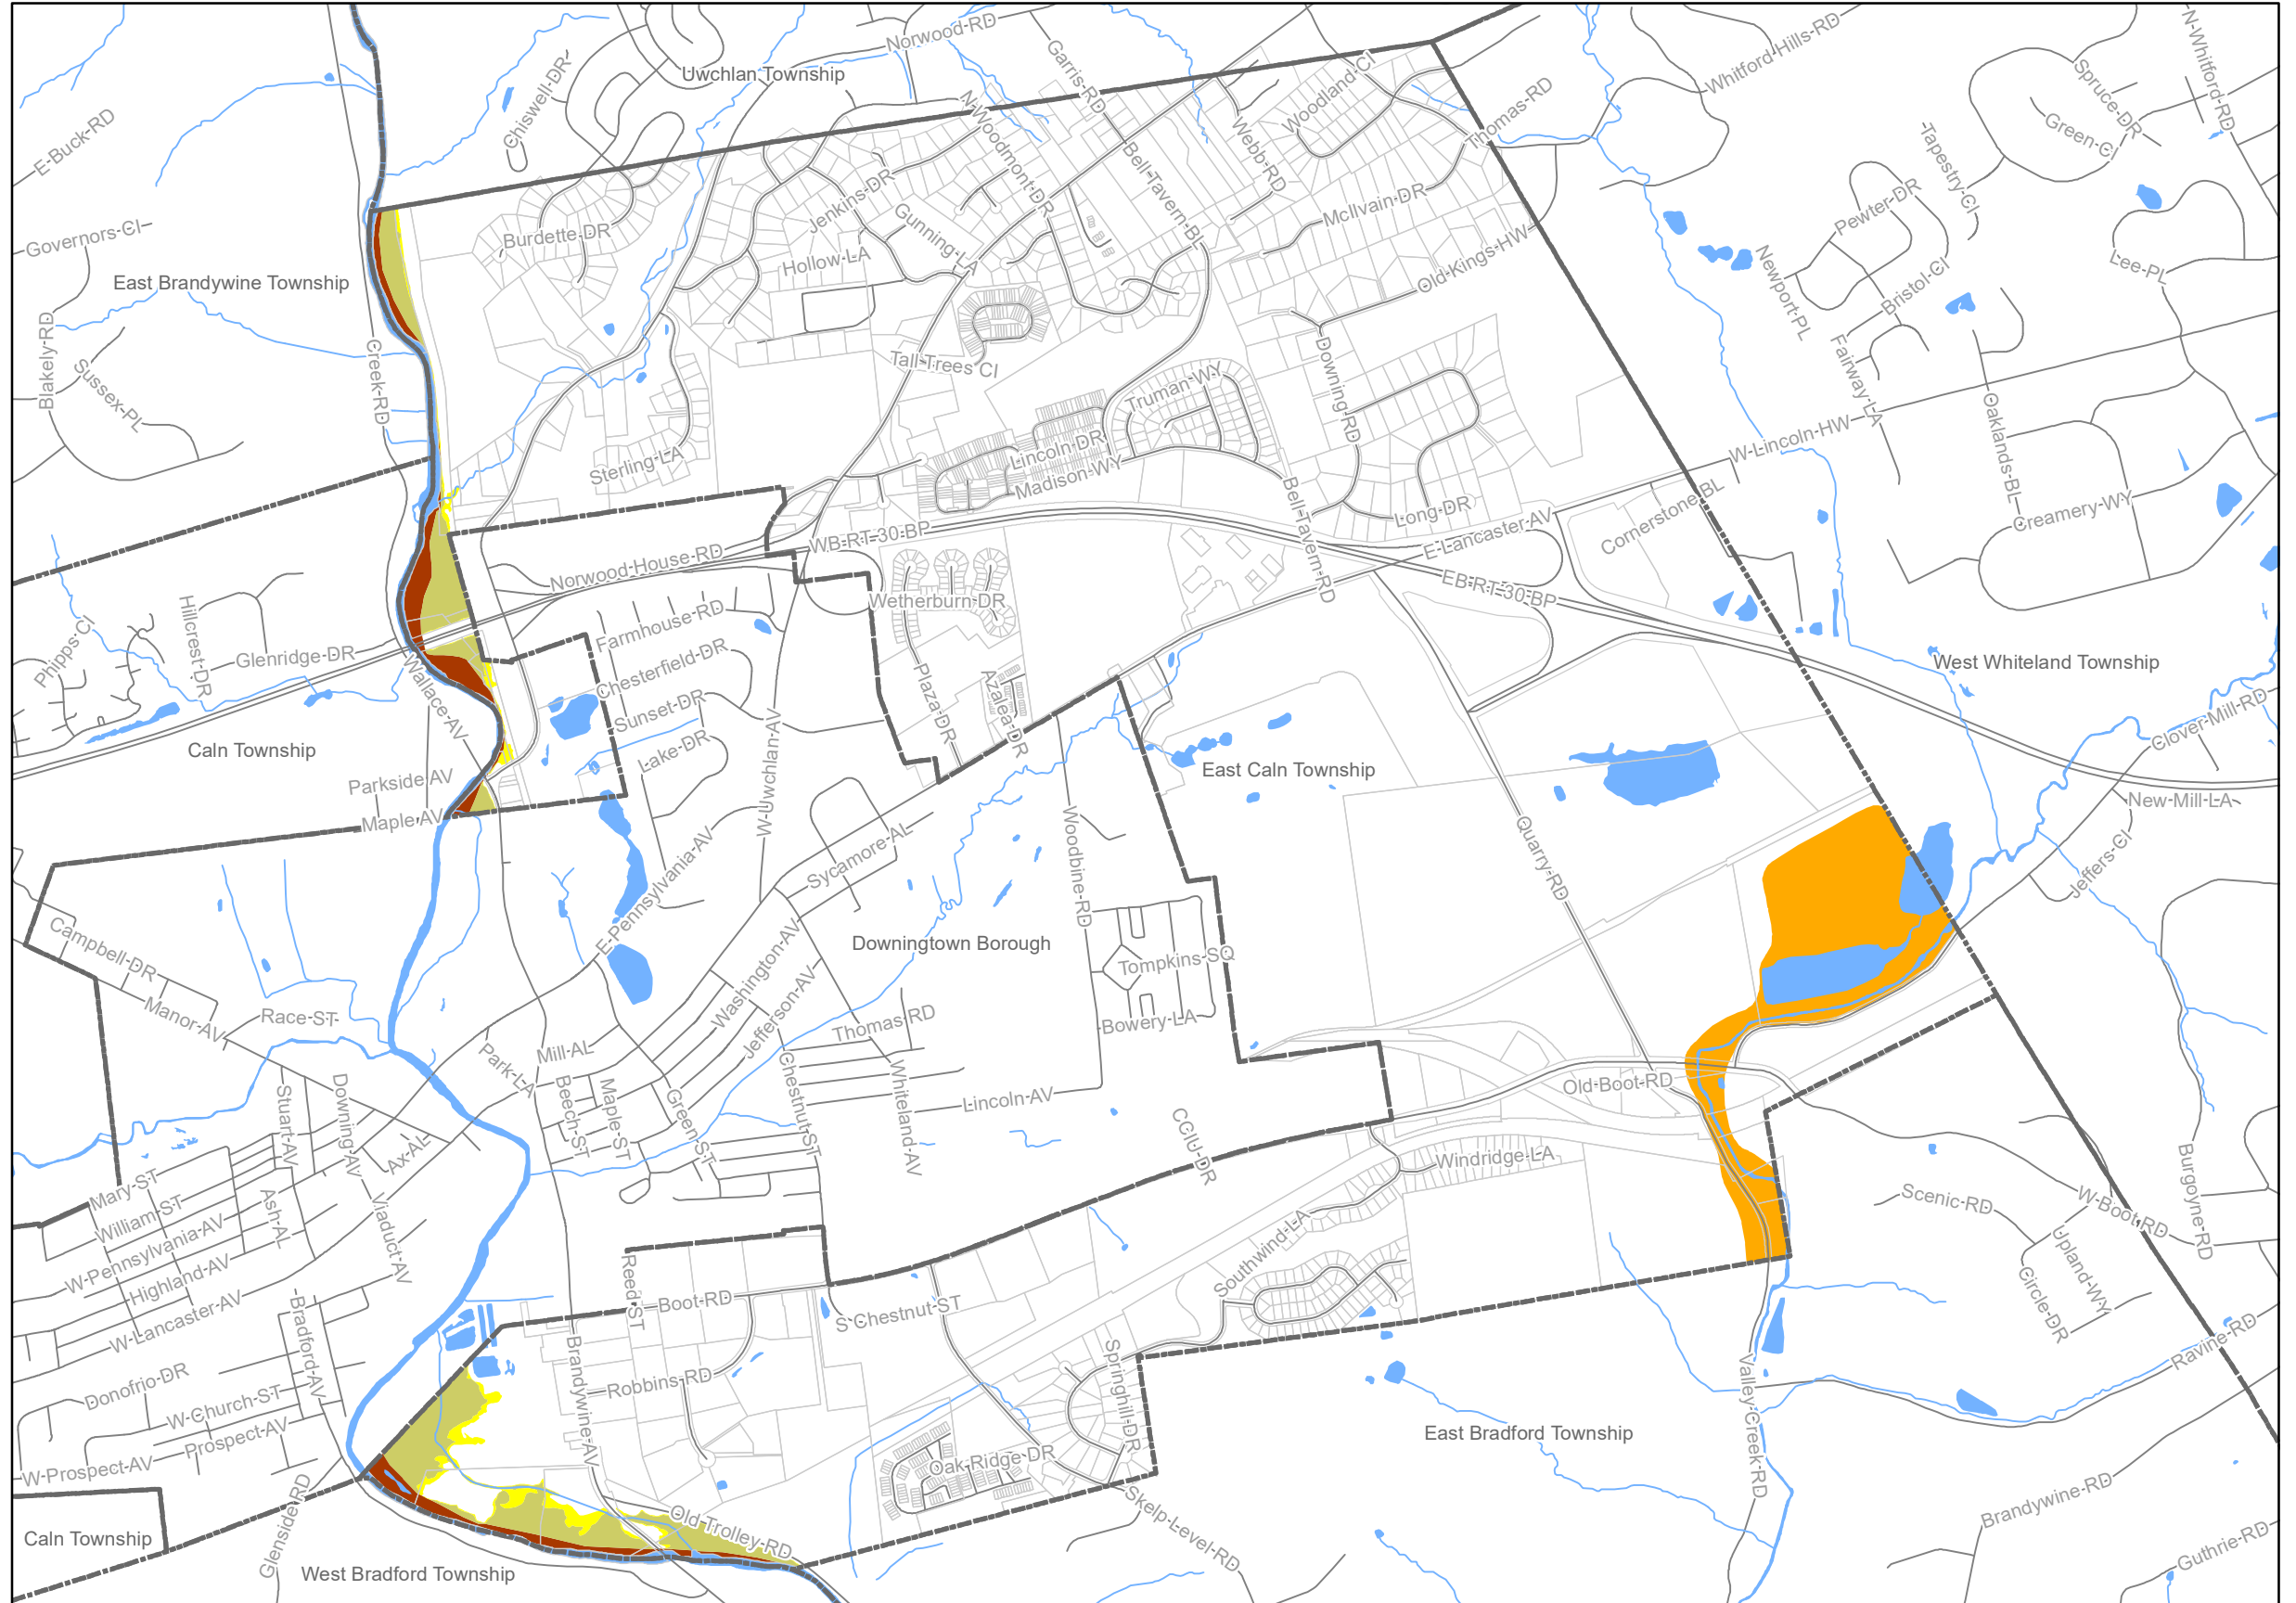 Norwood-RD
Garris-RD
Whitford-Hills-RD
N-Whitford-RD
Uwchlan Township
Chiswell-DR
Woodland-CI
Spruce-DR
E-Buck-RD
N-Woodmont-DR
Webb-RD
Thomas-RD
Green-CI
Tapestry-CI
Bell-Tavern-BL
Jenkins-DR
McIlvain-DR
Pewter-DR
Governors-CI
Burdette-DR
Gunning-LA
Hollow-LA
Old-Kings-HW
Newport-PL
Bristol-CI
Lee-PL
East Brandywine Township
Blakely-RD
Creek-RD
Sussex-PL
Tall-Trees CI
Downing-RD
Fairway-LA
Truman-WY
Oaklands-BL
W-Lincoln-HW
Lincoln-DR
Sterling-LA
Madison-WY
Bell-Tavern-RD
Long-DR
Cornerstone-BL
Creamery-WY
E-Lancaster-AV
WB-RT-30-BP
Norwood-House-RD
EB-RT-30-BP
Wetherburn-DR
Phipps-CI
Hillcrest-DR
Farmhouse-RD
Glenridge-DR
Chesterfield-DR
West Whiteland Township
Wallace-AV
Plaza-DR
Azalea-DR
Sunset-DR
Clover-Mill-RD
Caln Township
Lake-DR
W-Uwchlan-AV
East Caln Township
Parkside AV
Maple-AV
New-Mill-LA
Woodbine-RD
Quarry-RD
Sycamore-AL
Jeffers-CI
E-Pennsylvania-AV
Campbell-DR
Washington-AV
Downingtown Borough
Tompkins-SQ
Manor-AV
Race-ST
Jefferson-AV
Thomas-RD
Bowery-LA
Park-LA
Mill-AL
Chestnut-ST
Whiteland-AV
Lincoln-AV
Old-Boot-RD
Stuart-AV
Downing-AV
Beech-ST
Maple-ST
Green-ST
Ax-AL
CCIU-DR
Windridge-LA
Burgoyne-RD
Mary-ST
William-ST
Ash-AL
Viaduct-AV
W-Pennsylvania-AV
Scenic-RD
W-Boot-RD
Highland-AV
Southwind-LA
Upland-WY
Circle-DR
W-Lancaster-AV
Bradford-AV
Reed-ST
Boot-RD
S-Chestnut-ST
Ravine-RD
Brandywine-AV
Springhill-DR
Valley-Creek-RD
Donofrio-DR
Robbins-RD
W-Church-ST
Prospect-AV
East Bradford Township
W-Prospect-AV
Oak-Ridge-DR
Glenside-RD
Old Trolley-RD
Skelp-Level-RD
Brandywine-RD
Caln Township
Guthrie-RD
West Bradford Township